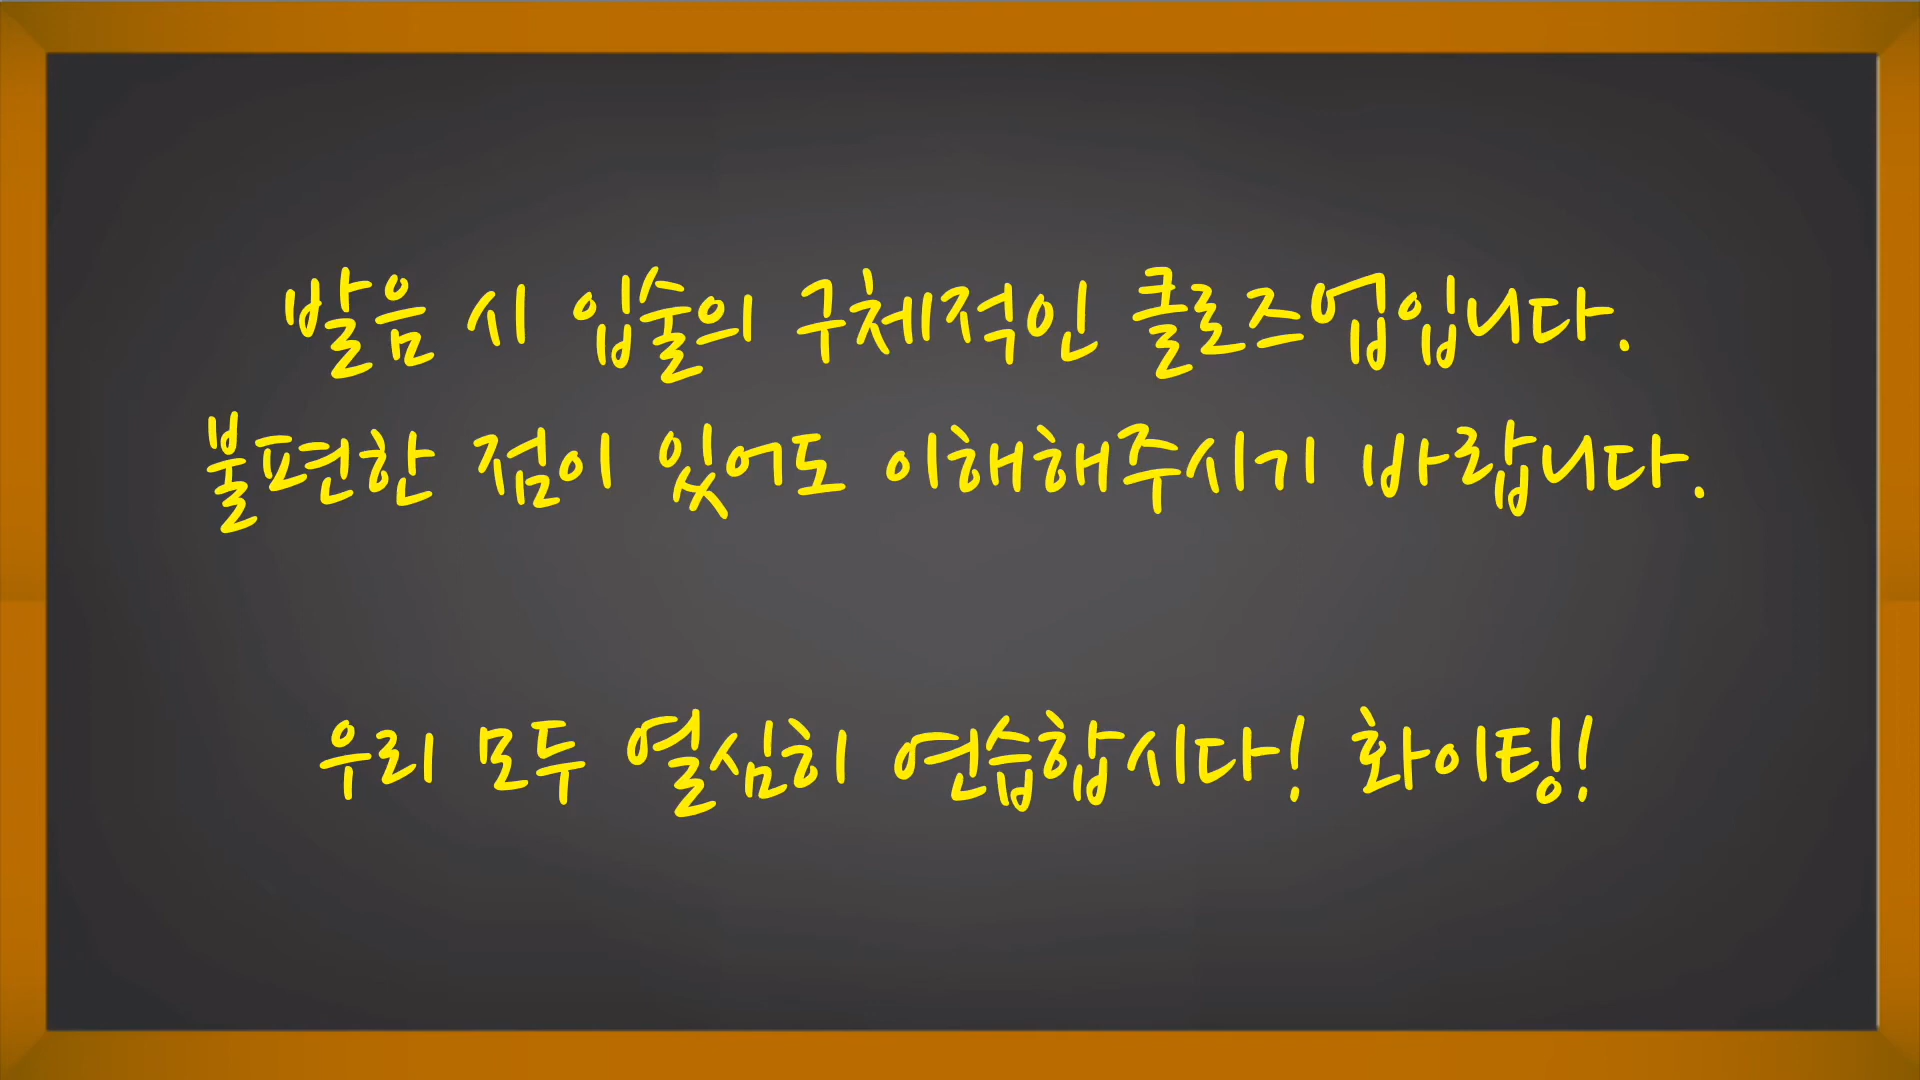 발음 시 입술의 구체적인 클로즈업입니다.
불편한 점이 있어도 이해해주시기 바랍니다.
우리 모두 열심히 연습합시다! 화이팅!